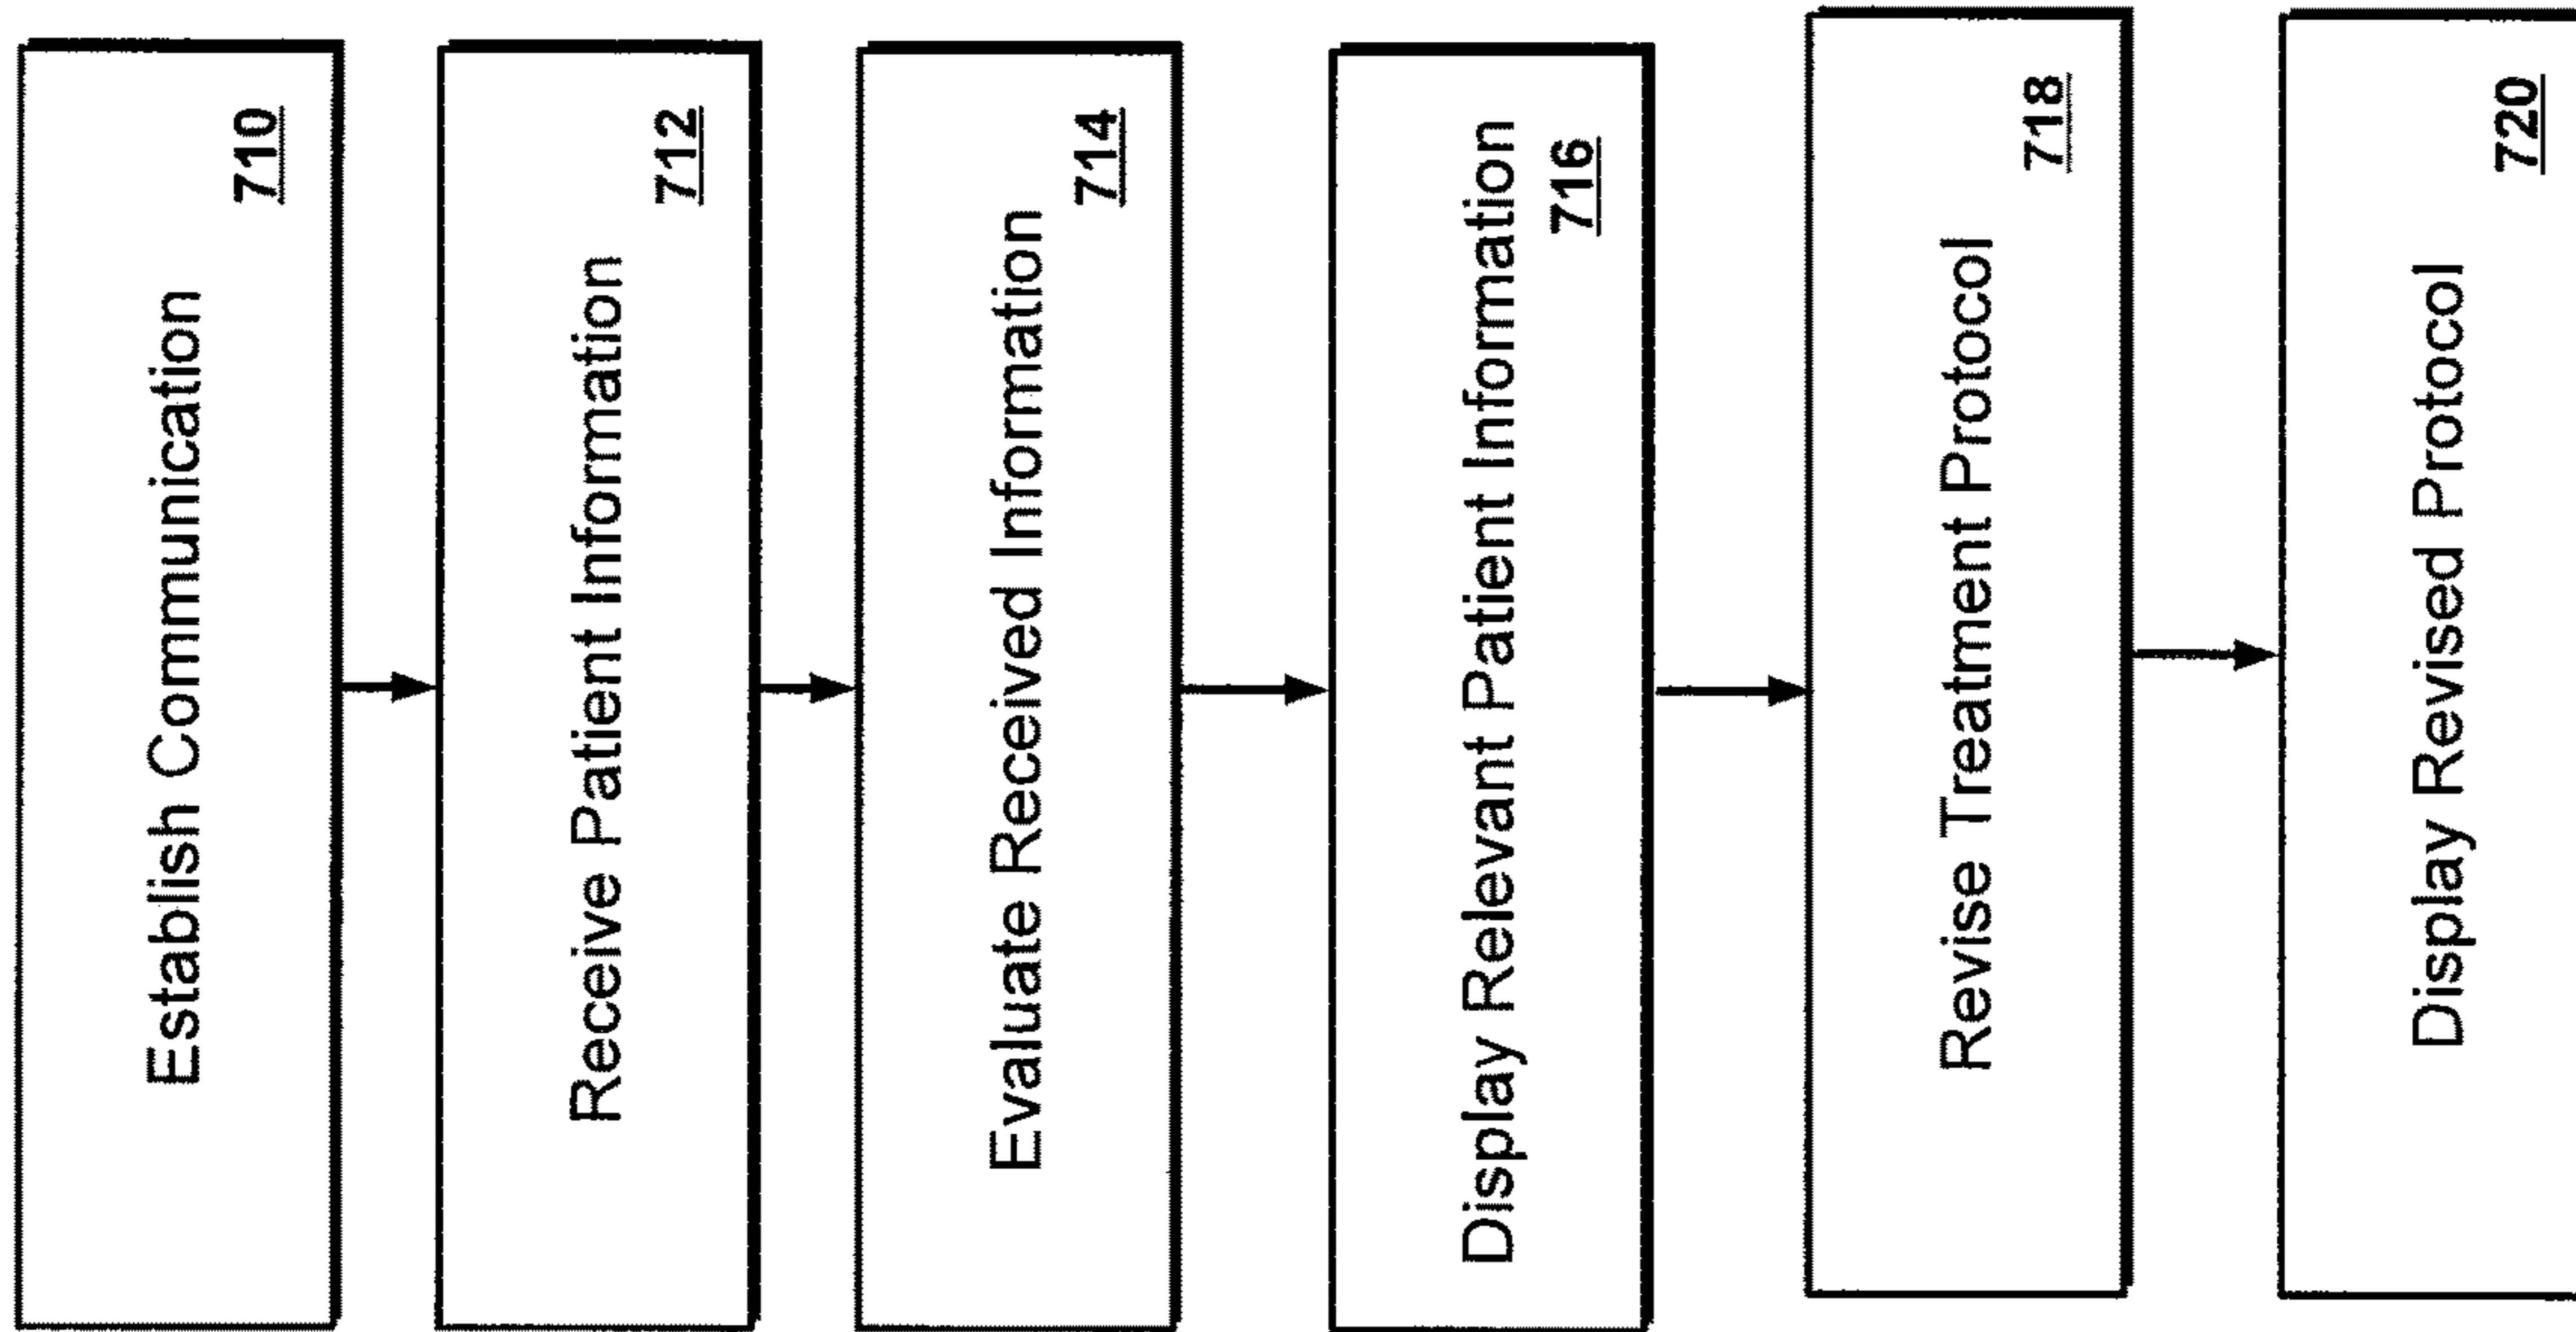 Establish Communication
710
Receive Patient Information
712
Evaluate Received Information
714
Display Relevant Patient Information
716
Revise Treatment Protocol
718
Display Revised Protocol
720